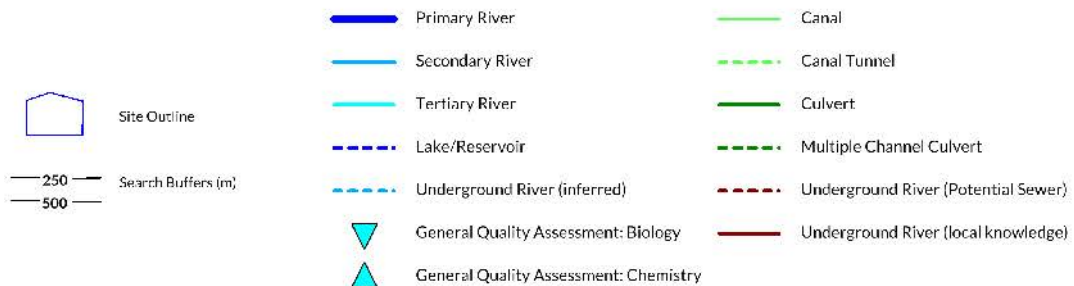 Site Outline
250
500
Search Buffers (m)
Primary River
Secondary River
Tertiary River
Lake/Reservoir
Underground River (inferred)
General Quality Assessment: Biology
General Quality Assessment: Chemistry
Canal
Canal Tunnel
Culvert
Multiple Channel Culvert
Underground River (Potential Sewer)
Underground River (local knowledge)